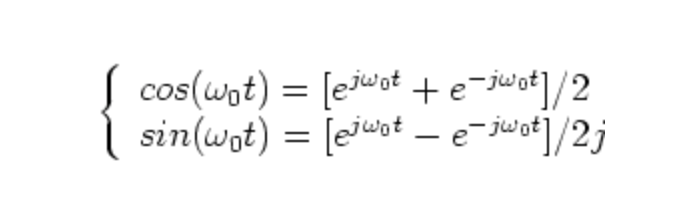 cos(ω₀t) = [e^{jω₀t} + e^{−jω₀t}]/2
sin(ω₀t) = [e^{jω₀t} − e^{−jω₀t}]/2j